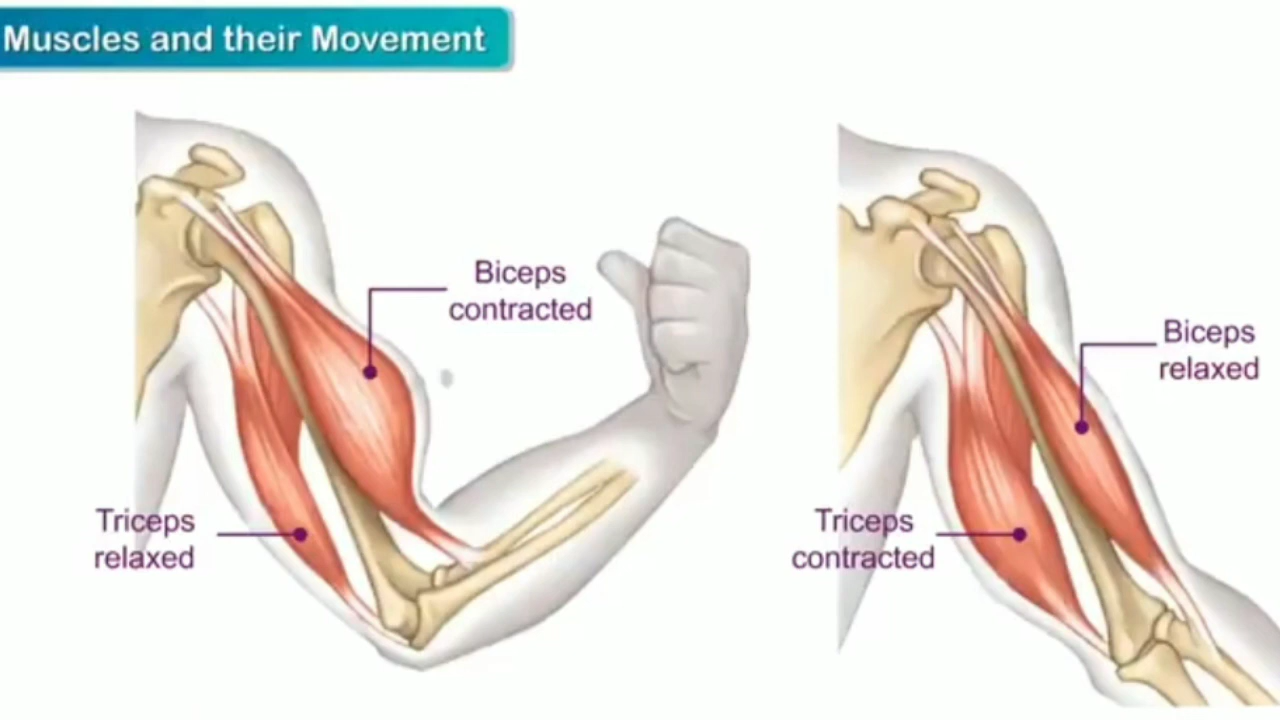 Muscles and their Movement
Biceps
contracted
Triceps
relaxed
Biceps
relaxed
Triceps
contracted